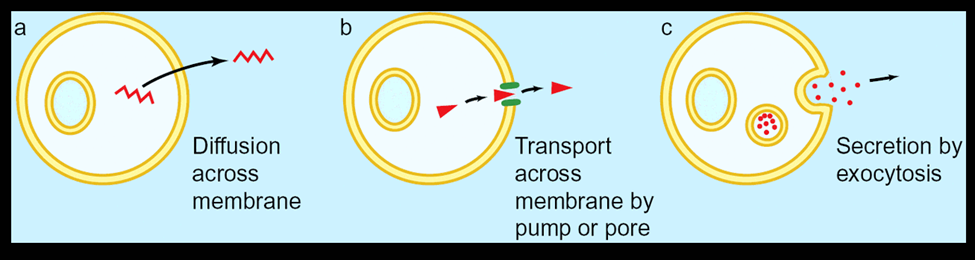 a
Diffusion
across
membrane
b
Transport
across
membrane by
pump or pore
c
Secretion by
exocytosis